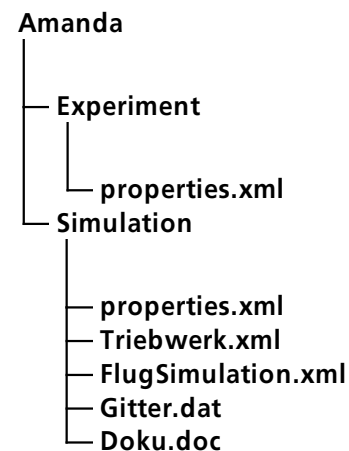 Amanda
Experiment
properties.xml
Simulation
properties.xml
Triebwerk.xml
FlugSimulation.xml
Gitter.dat
Doku.doc